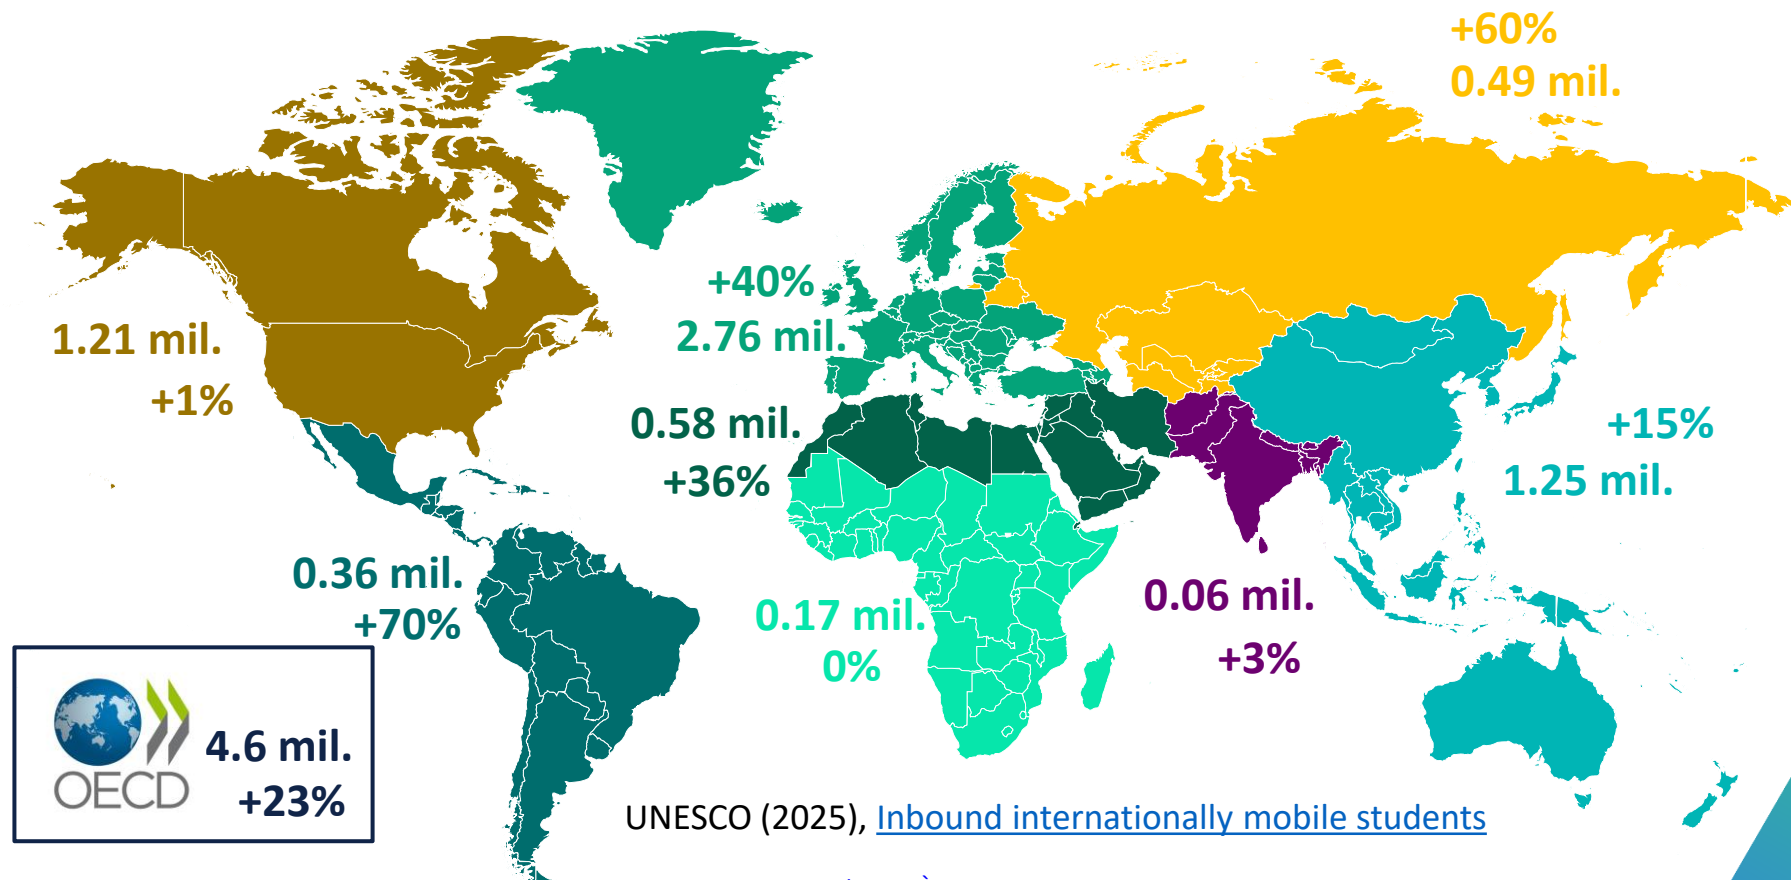 +60%
0.49 mil.
+40%
2.76 mil.
1.21 mil.
+1%
0.58 mil.
+36%
+15%
1.25 mil.
0.36 mil.
+70%
0.17 mil.
0%
0.06 mil.
+3%
4.6 mil.
+23%
OECD
UNESCO (2025), Inbound internationally mobile students